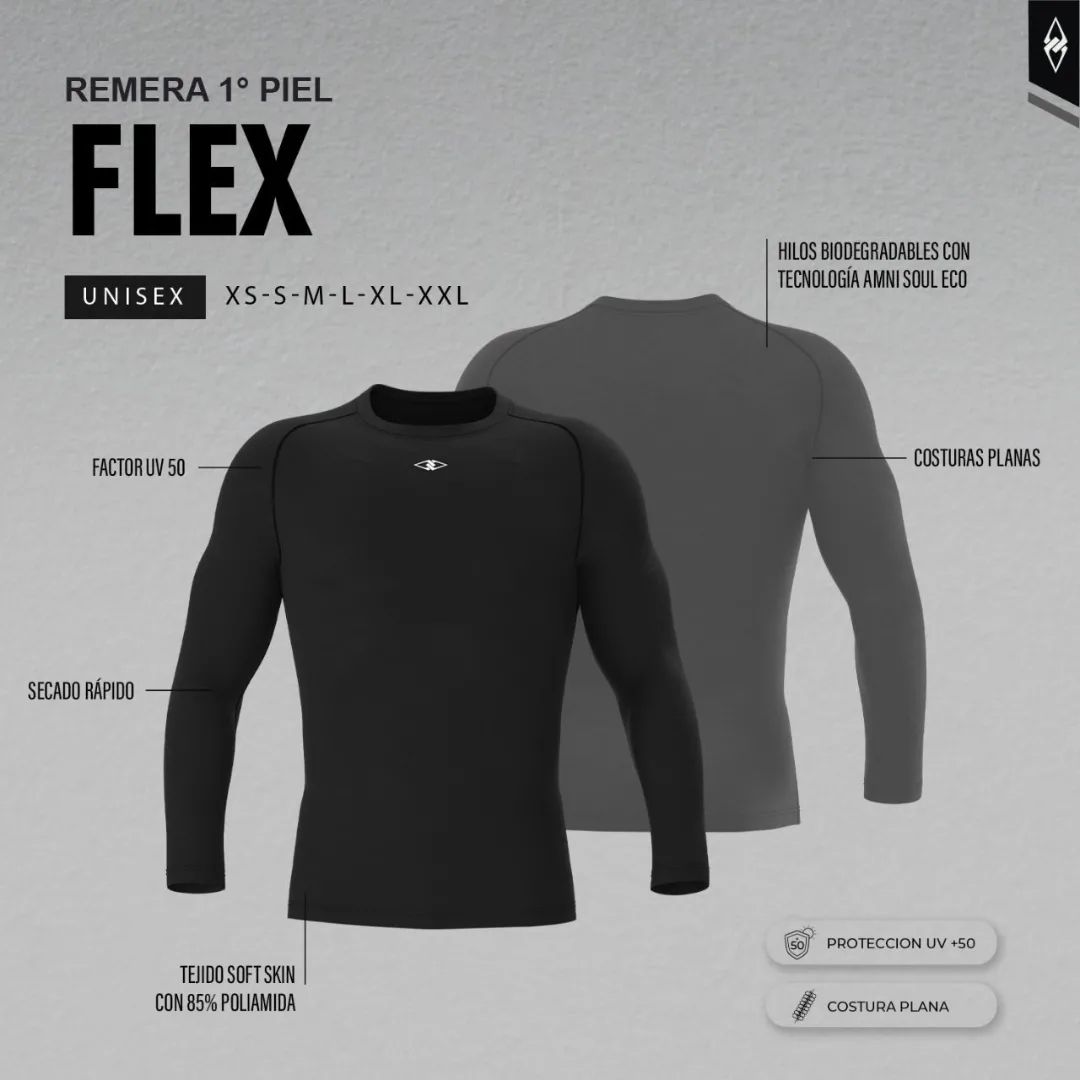 REMERA 1° PIEL
FLEX
UNISEX XS-S-M-L-XL-XXL
HILOS BIODEGRADABLES CON
TECNOLOGÍA AMNI SOUL ECO
FACTOR UV 50
COSTURAS PLANAS
SECADO RÁPIDO
TEJIDO SOFT SKIN
CON 85% POLIAMIDA
50 PROTECCION UV +50
COSTURA PLANA